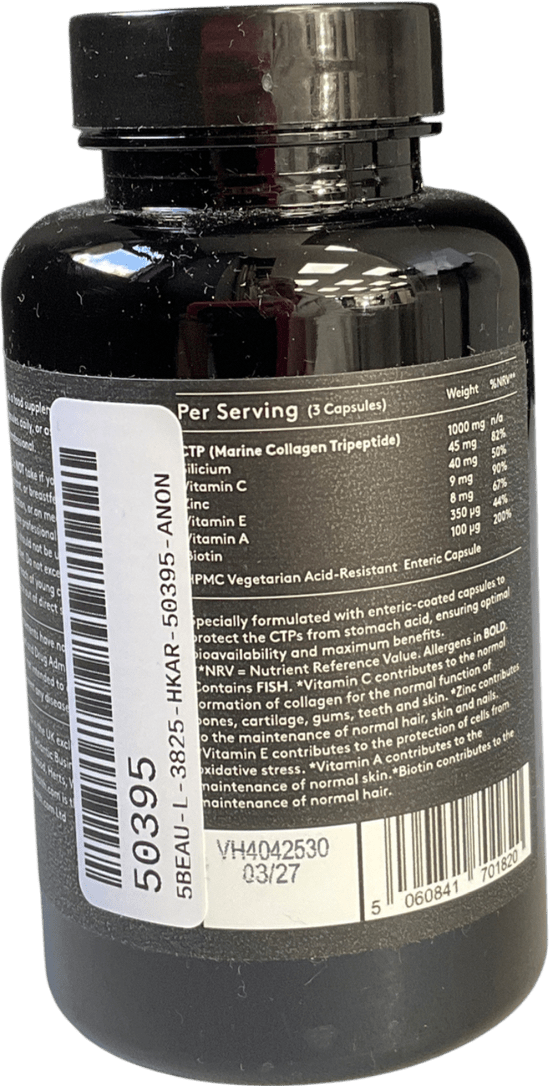 Per Serving (3 Capsules) Weight %NRV**
CTP (Marine Collagen Tripeptide) 1000 mg n/a
Silicium 45 mg 82%
Vitamin C 40 mg 50%
Zinc 9 mg 90%
Vitamin E 8 mg 67%
Vitamin A 350 µg 44%
Biotin 100 µg 200%
HPMC Vegetarian Acid-Resistant Enteric Capsule
Specially formulated with enteric-coated capsules to
protect the CTPs from stomach acid, ensuring optimal
bioavailability and maximum benefits.
**NRV = Nutrient Reference Value. Allergens in BOLD.
Contains FISH. *Vitamin C contributes to the normal
formation of collagen for the normal function of
bones, cartilage, gums, teeth and skin. *Zinc contributes
to the maintenance of normal hair, skin and nails.
*Vitamin E contributes to the protection of cells from
oxidative stress. *Vitamin A contributes to the
maintenance of normal skin. *Biotin contributes to the
maintenance of normal hair.
VH4042530
03/27
5 060841 701820
50395
5BEAU-L-3825-HKAR-50395-ANON